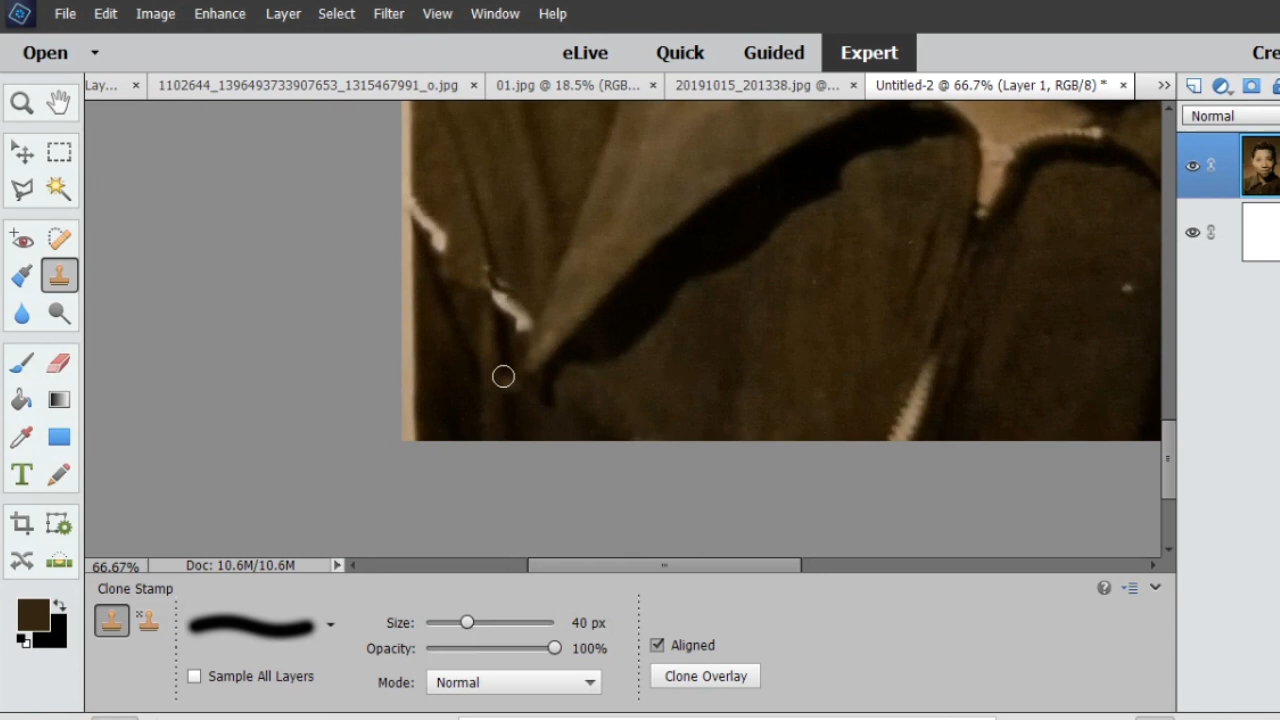 File Edit Image Enhance Layer Select Filter View Window Help
Open eLive Quick Guided Expert Cre
Lay... × 1102644_1396493733907653_1315467991_o.jpg × 01.jpg @ 18.5% (RGB... × 20191015_201338.jpg @... × Untitled-2 @ 66.7% (Layer 1, RGB/8) * × >>
Normal
T
66.67% Doc: 10.6M/10.6M
Clone Stamp
Size: 40 px
Aligned
Opacity: 100%
Sample All Layers
Clone Overlay
Mode: Normal